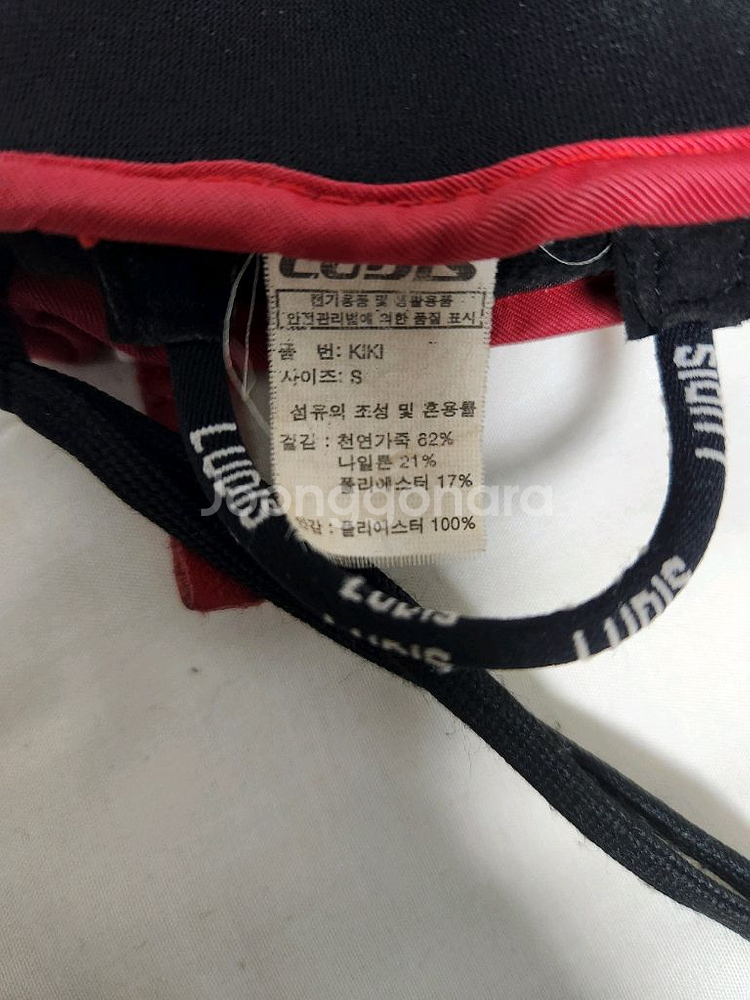 LUDIS
전기용품 및 생활용품
안전관리법에 의한 품질 표시
품 번: KIKI
사이즈: S
섬유의 조성 및 혼용률
겉감 : 천연가죽 62%
나일론 21%
폴리에스터 17%
안감 : 폴리에스터 100%
LUDIS
LUDIS
LUDIS
LUDIS
LUDIS
Joongqonara